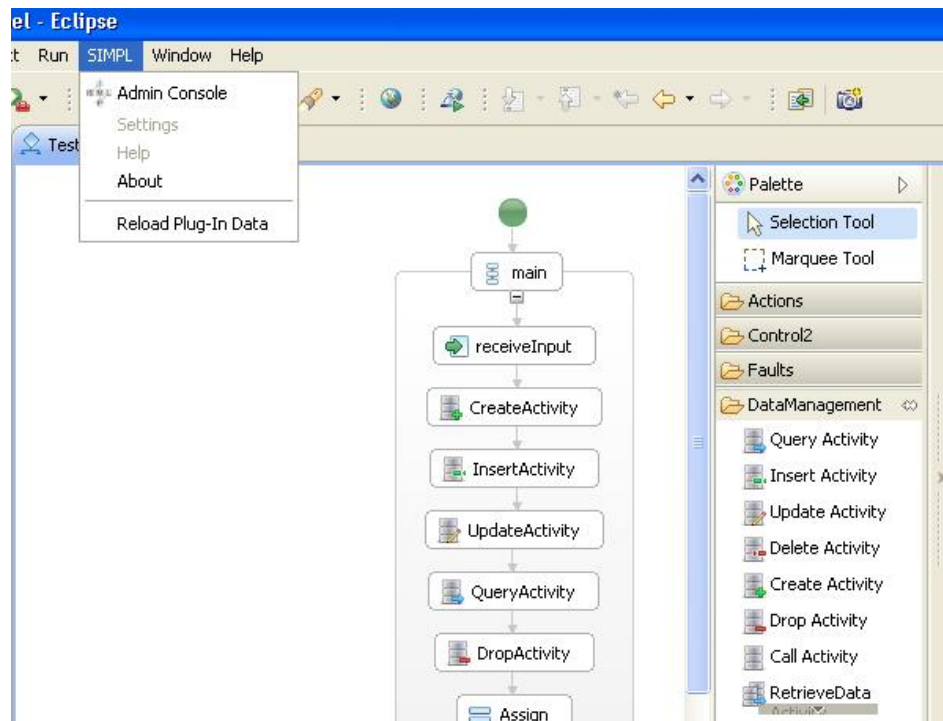 el - Eclipse
ct Run SIMPL Window Help
Admin Console
Settings
Help
About
Reload Plug-In Data
Test
main
receiveInput
CreateActivity
InsertActivity
UpdateActivity
QueryActivity
DropActivity
Assign
Palette
Selection Tool
Marquee Tool
Actions
Control2
Faults
DataManagement
Query Activity
Insert Activity
Update Activity
Delete Activity
Create Activity
Drop Activity
Call Activity
RetrieveData
Activity